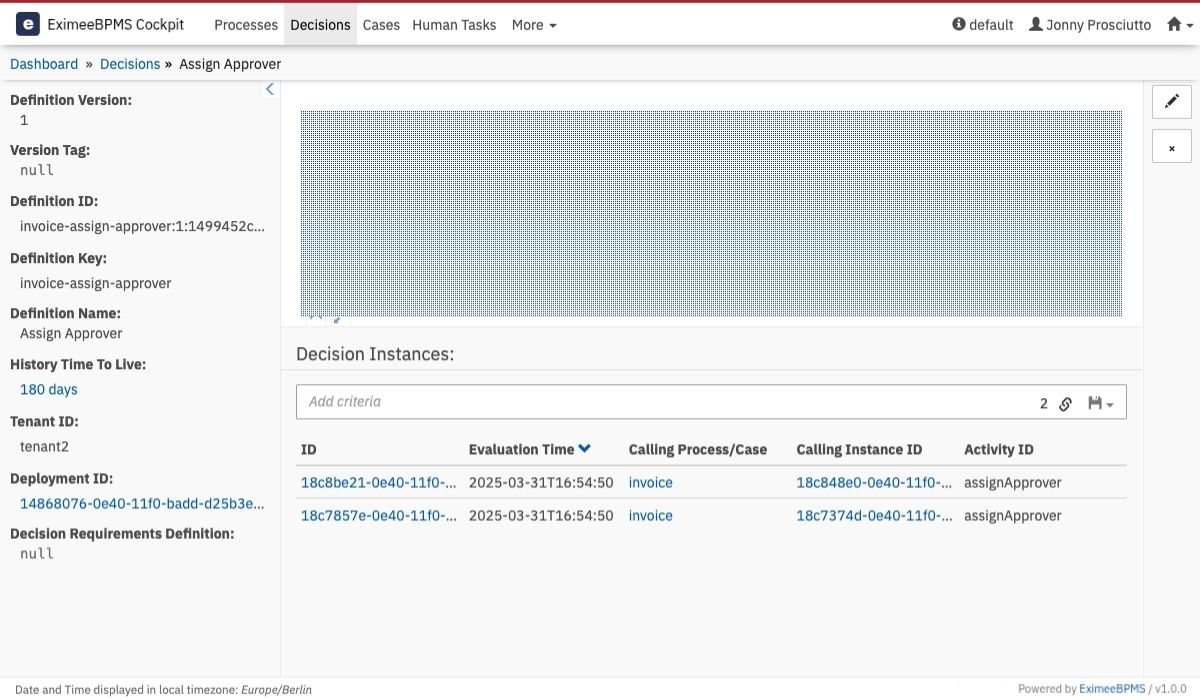 e EximeeBPMS Cockpit Processes Decisions Cases Human Tasks More default Jonny Prosciutto
Dashboard » Decisions » Assign Approver
Definition Version:
1
Version Tag:
null
Definition ID:
invoice-assign-approver:1:1499452c...
Definition Key:
invoice-assign-approver
Definition Name:
Assign Approver
History Time To Live:
180 days
Tenant ID:
tenant2
Deployment ID:
14868076-0e40-11f0-badd-d25b3e...
Decision Requirements Definition:
null
Decision Instances:
Add criteria 2
ID Evaluation Time Calling Process/Case Calling Instance ID Activity ID
18c8be21-0e40-11f0-... 2025-03-31T16:54:50 invoice 18c848e0-0e40-11f0-... assignApprover
18c7857e-0e40-11f0-... 2025-03-31T16:54:50 invoice 18c7374d-0e40-11f0-... assignApprover
Date and Time displayed in local timezone: Europe/Berlin
Powered by EximeeBPMS / v1.0.0